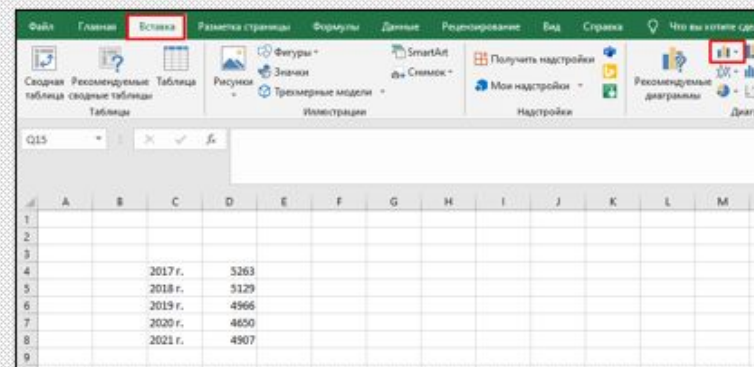 Файл Главная Вставка Разметка страницы Формулы Данные Рецензирование Вид Справка Что вы хотите сде
Сводная таблица
Рекомендуемые сводные таблицы
Таблица
Рисунки
Фигуры
Значки
Трехмерные модели
SmartArt
Снимок
Получить надстройки
Мои надстройки
Рекомендуемые диаграммы
Таблицы Иллюстрации Надстройки Диаг
Q15 fx
A B C D E F G H I J K L M
1
2
3
4 2017 г. 5263
5 2018 г. 5129
6 2019 г. 4966
7 2020 г. 4650
8 2021 г. 4907
9